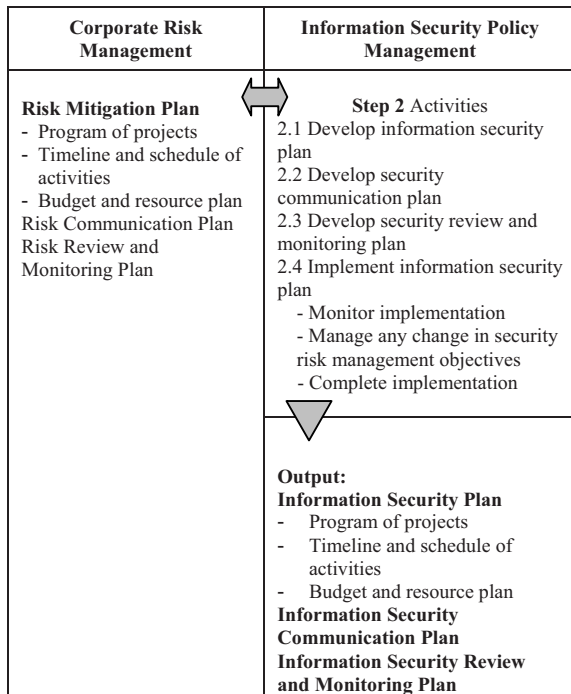 Corporate Risk
Management
Information Security Policy
Management
Risk Mitigation Plan
- Program of projects
- Timeline and schedule of
activities
- Budget and resource plan
Risk Communication Plan
Risk Review and
Monitoring Plan
Step 2 Activities
2.1 Develop information security
plan
2.2 Develop security
communication plan
2.3 Develop security review and
monitoring plan
2.4 Implement information security
plan
- Monitor implementation
- Manage any change in security
risk management objectives
- Complete implementation
Output:
Information Security Plan
- Program of projects
- Timeline and schedule of
activities
- Budget and resource plan
Information Security
Communication Plan
Information Security Review
and Monitoring Plan